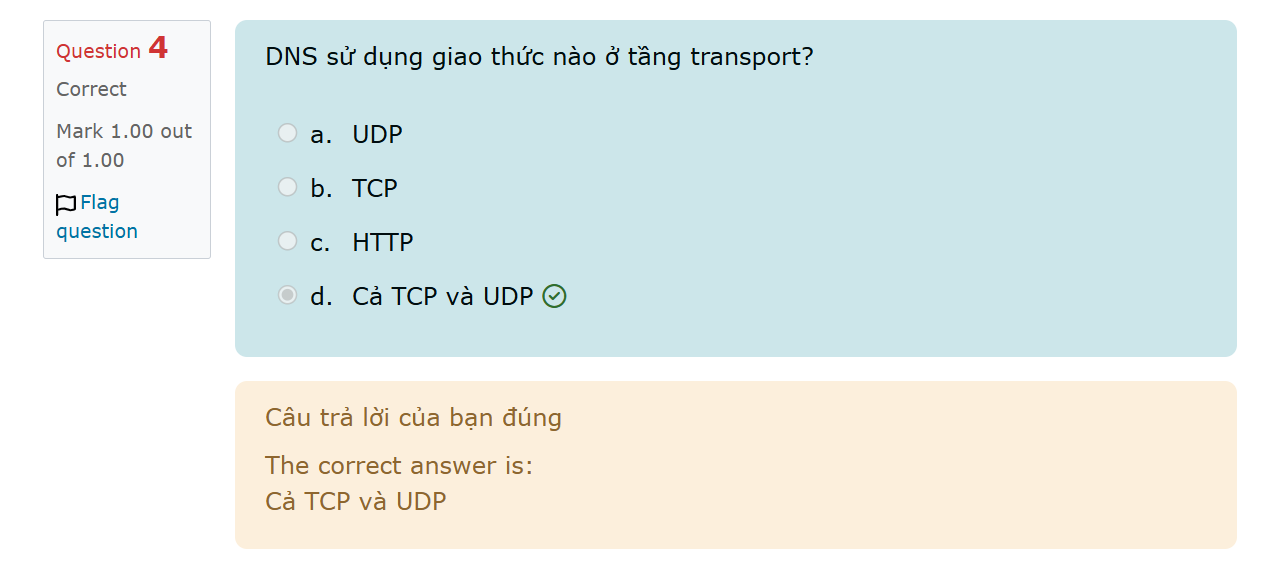 Question 4
Correct
Mark 1.00 out
of 1.00
Flag
question
DNS sử dụng giao thức nào ở tầng transport?
a. UDP
b. TCP
c. HTTP
d. Cả TCP và UDP
Câu trả lời của bạn đúng
The correct answer is:
Cả TCP và UDP